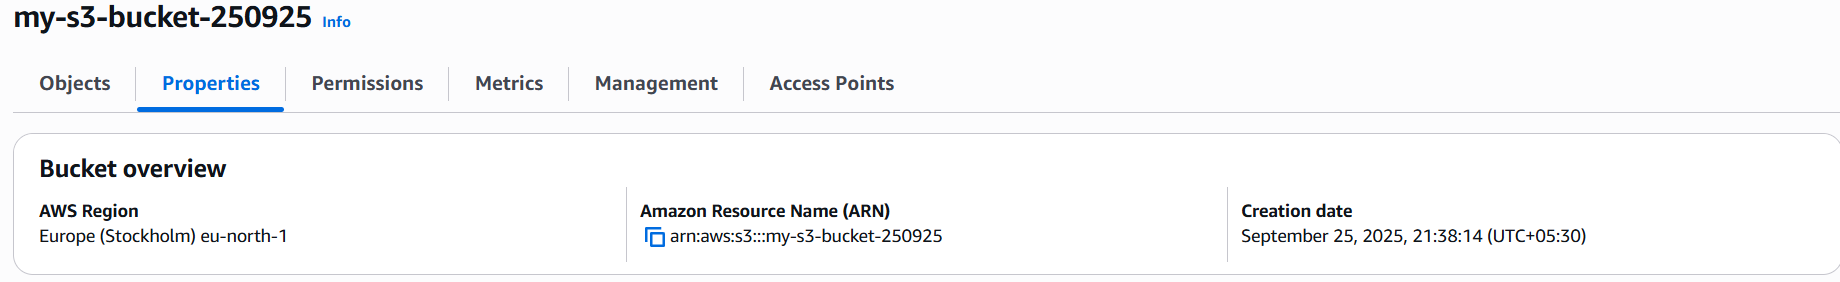 my-s3-bucket-250925 Info
Objects Properties Permissions Metrics Management Access Points
Bucket overview
AWS Region
Europe (Stockholm) eu-north-1
Amazon Resource Name (ARN)
arn:aws:s3:::my-s3-bucket-250925
Creation date
September 25, 2025, 21:38:14 (UTC+05:30)